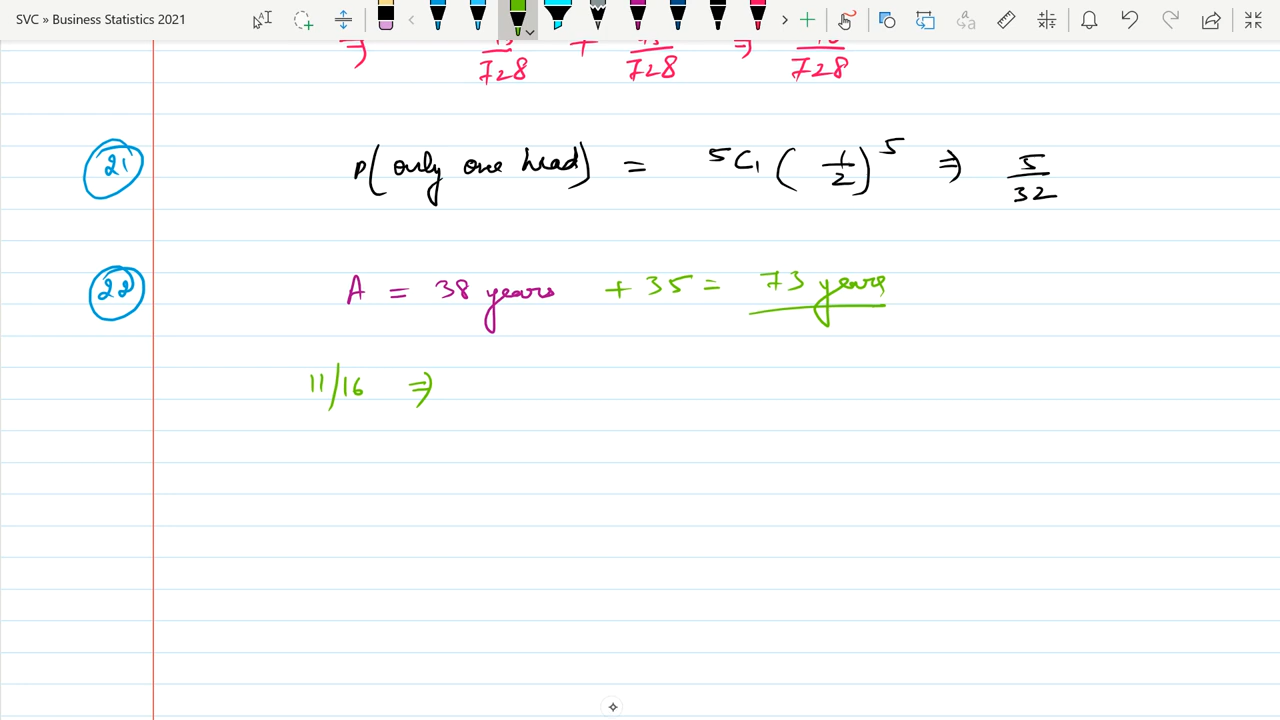 SVC » Business Statistics 2021
⇒ 728 + 728 ⇒ 728
21 P(only one head) = ⁵C₁ (1/2)⁵ ⇒ 5/32
22 A = 38 years + 35 = 73 years
11/16 ⇒